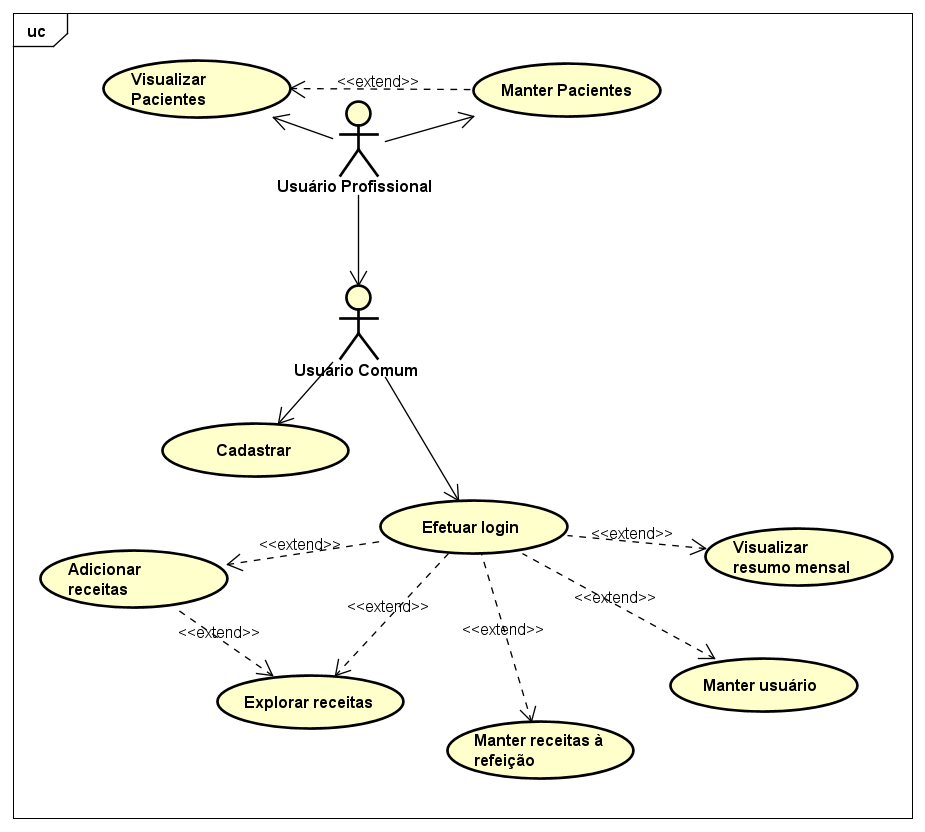 uc
Visualizar
Pacientes
<<extend>>
Manter Pacientes
Usuário Profissional
Usuário Comum
Cadastrar
Efetuar login
<<extend>>
<<extend>>
Visualizar
resumo mensal
Adicionar
receitas
<<extend>>
<<extend>>
<<extend>>
<<extend>>
Explorar receitas
Manter usuário
Manter receitas à
refeição